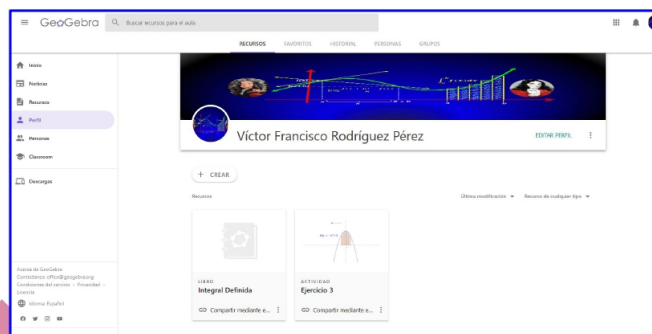 GeoGebra
Buscar recursos para el aula
RECURSOS FAVORITOS HISTORIAL PERSONAS GRUPOS
Inicio
Noticias
Recursos
Perfil
Personas
Classroom
Descargas
Víctor Francisco Rodríguez Pérez
EDITAR PERFIL
+ CREAR
Recursos
Última modificación
Recurso de cualquier tipo
LIBRO
Integral Definida
Compartir mediante e...
ACTIVIDAD
Ejercicio 3
Compartir mediante e...
Acerca de GeoGebra
Contáctanos: office@geogebra.org
Condiciones del servicio – Privacidad –
Licencia
Idioma: Español